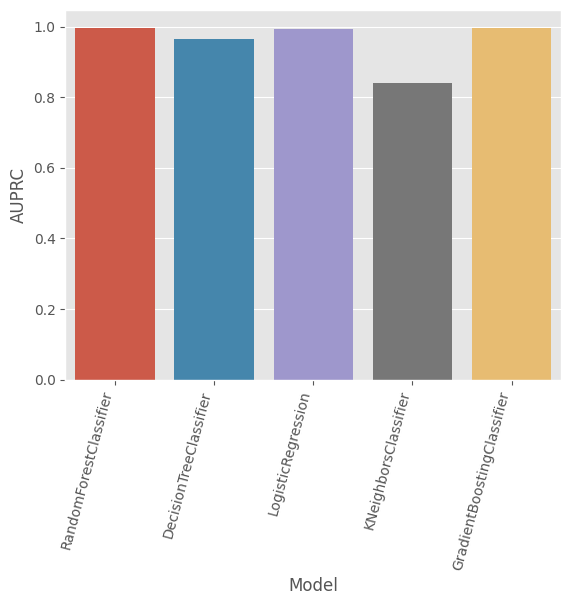 1.0
0.8
0.6
0.4
0.2
0.0
AUPRC
RandomForestClassifier
DecisionTreeClassifier
LogisticRegression
KNeighborsClassifier
GradientBoostingClassifier
Model